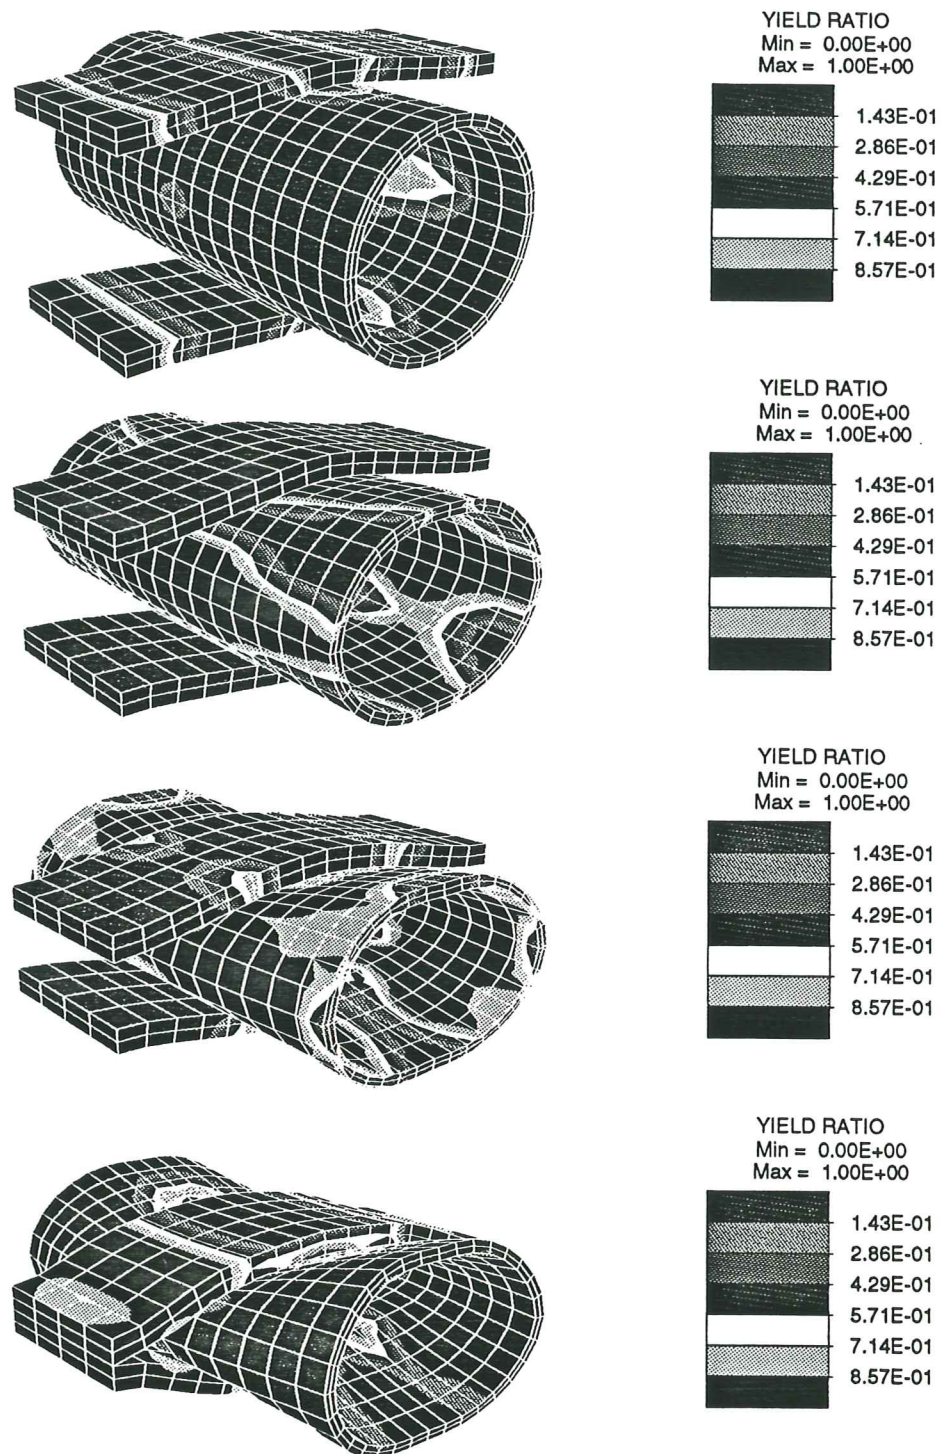 YIELD RATIO
Min = 0.00E+00
Max = 1.00E+00
1.43E-01
2.86E-01
4.29E-01
5.71E-01
7.14E-01
8.57E-01
YIELD RATIO
Min = 0.00E+00
Max = 1.00E+00
1.43E-01
2.86E-01
4.29E-01
5.71E-01
7.14E-01
8.57E-01
YIELD RATIO
Min = 0.00E+00
Max = 1.00E+00
1.43E-01
2.86E-01
4.29E-01
5.71E-01
7.14E-01
8.57E-01
YIELD RATIO
Min = 0.00E+00
Max = 1.00E+00
1.43E-01
2.86E-01
4.29E-01
5.71E-01
7.14E-01
8.57E-01